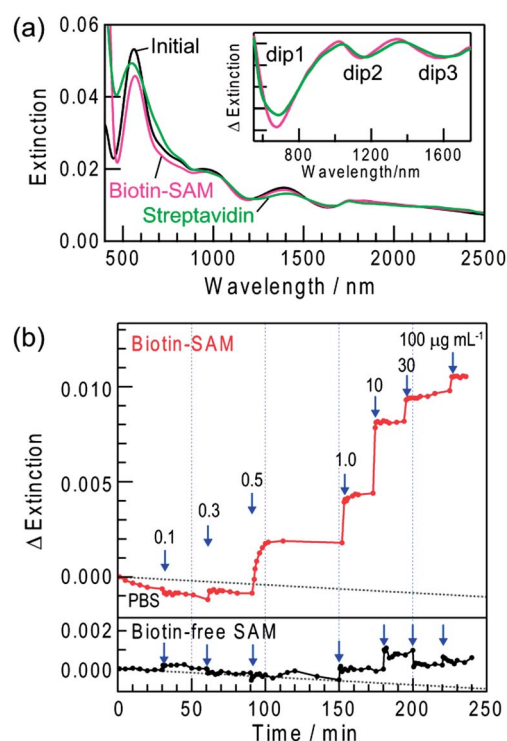 (a)
0.06
0.04
0.02
0.00
Extinction
Initial
Biotin-SAM
Streptavidin
500 1000 1500 2000 2500
Wavelength / nm
Δ Extinction
dip1
dip2
dip3
800 1200 1600
Wavelength/nm
(b)
Biotin-SAM
100 μg mL-1
30
10
1.0
0.5
0.3
0.1
0.010
0.005
0.000
Δ Extinction
PBS
Biotin-free SAM
0.002
0.000
0 50 100 150 200 250
Time / min